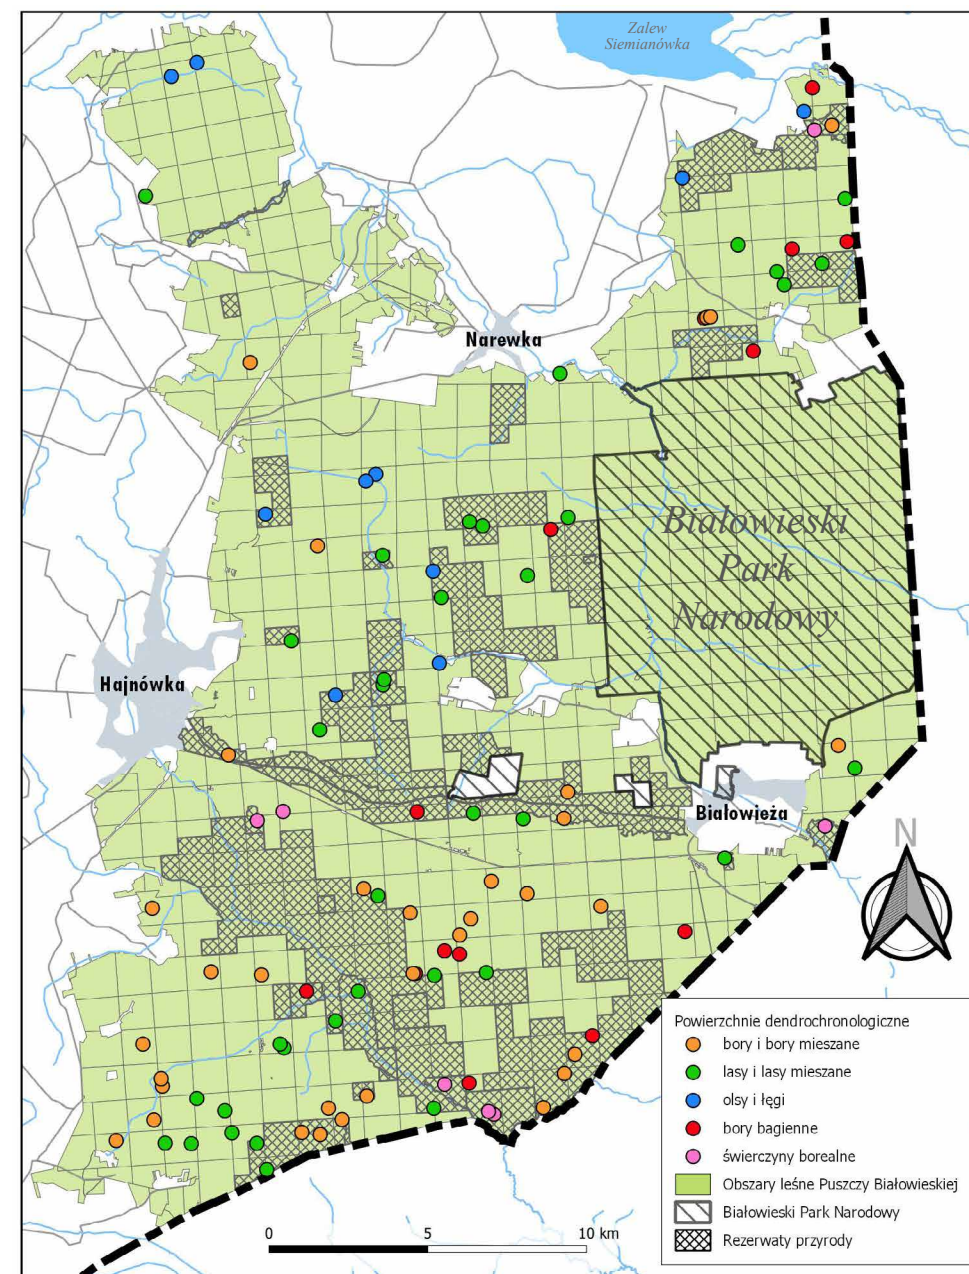 Zalew
Siemianówka
Narewka
Białowieski
Park
Narodowy
Hajnówka
Białowieża
N
Powierzchnie dendrochronologiczne
bory i bory mieszane
lasy i lasy mieszane
olsy i łęgi
bory bagienne
świerczyny borealne
Obszary leśne Puszczy Białowieskiej
Białowieski Park Narodowy
Rezerwaty przyrody
0 5 10 km